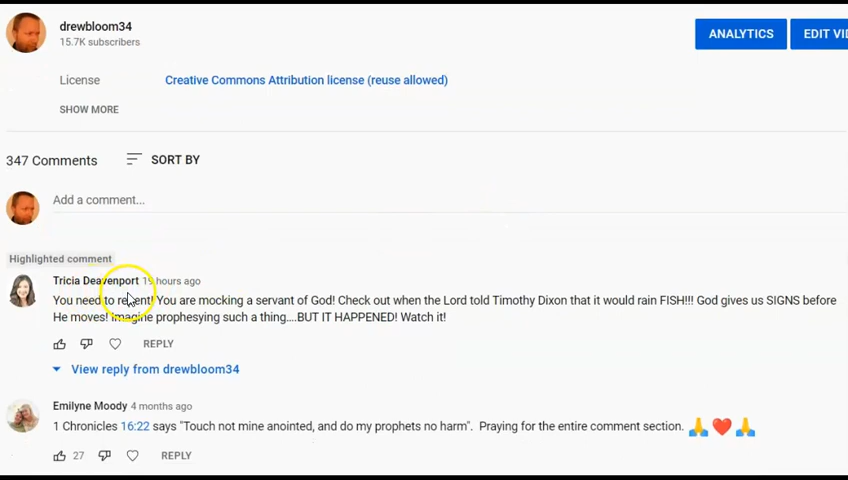 drewbloom34
15.7K subscribers
ANALYTICS
EDIT
License
Creative Commons Attribution license (reuse allowed)
SHOW MORE
347 Comments
SORT BY
Add a comment...
Highlighted comment
Tricia Deavenport 19 hours ago
You need to repent! You are mocking a servant of God! Check out when the Lord told Timothy Dixon that it would rain FISH!!! God gives us SIGNS before
He moves! Imagine prophesying such a thing....BUT IT HAPPENED! Watch it!
REPLY
View reply from drewbloom34
Emilyne Moody 4 months ago
1 Chronicles 16:22 says "Touch not mine anointed, and do my prophets no harm". Praying for the entire comment section. 🙏❤️🙏
27
REPLY